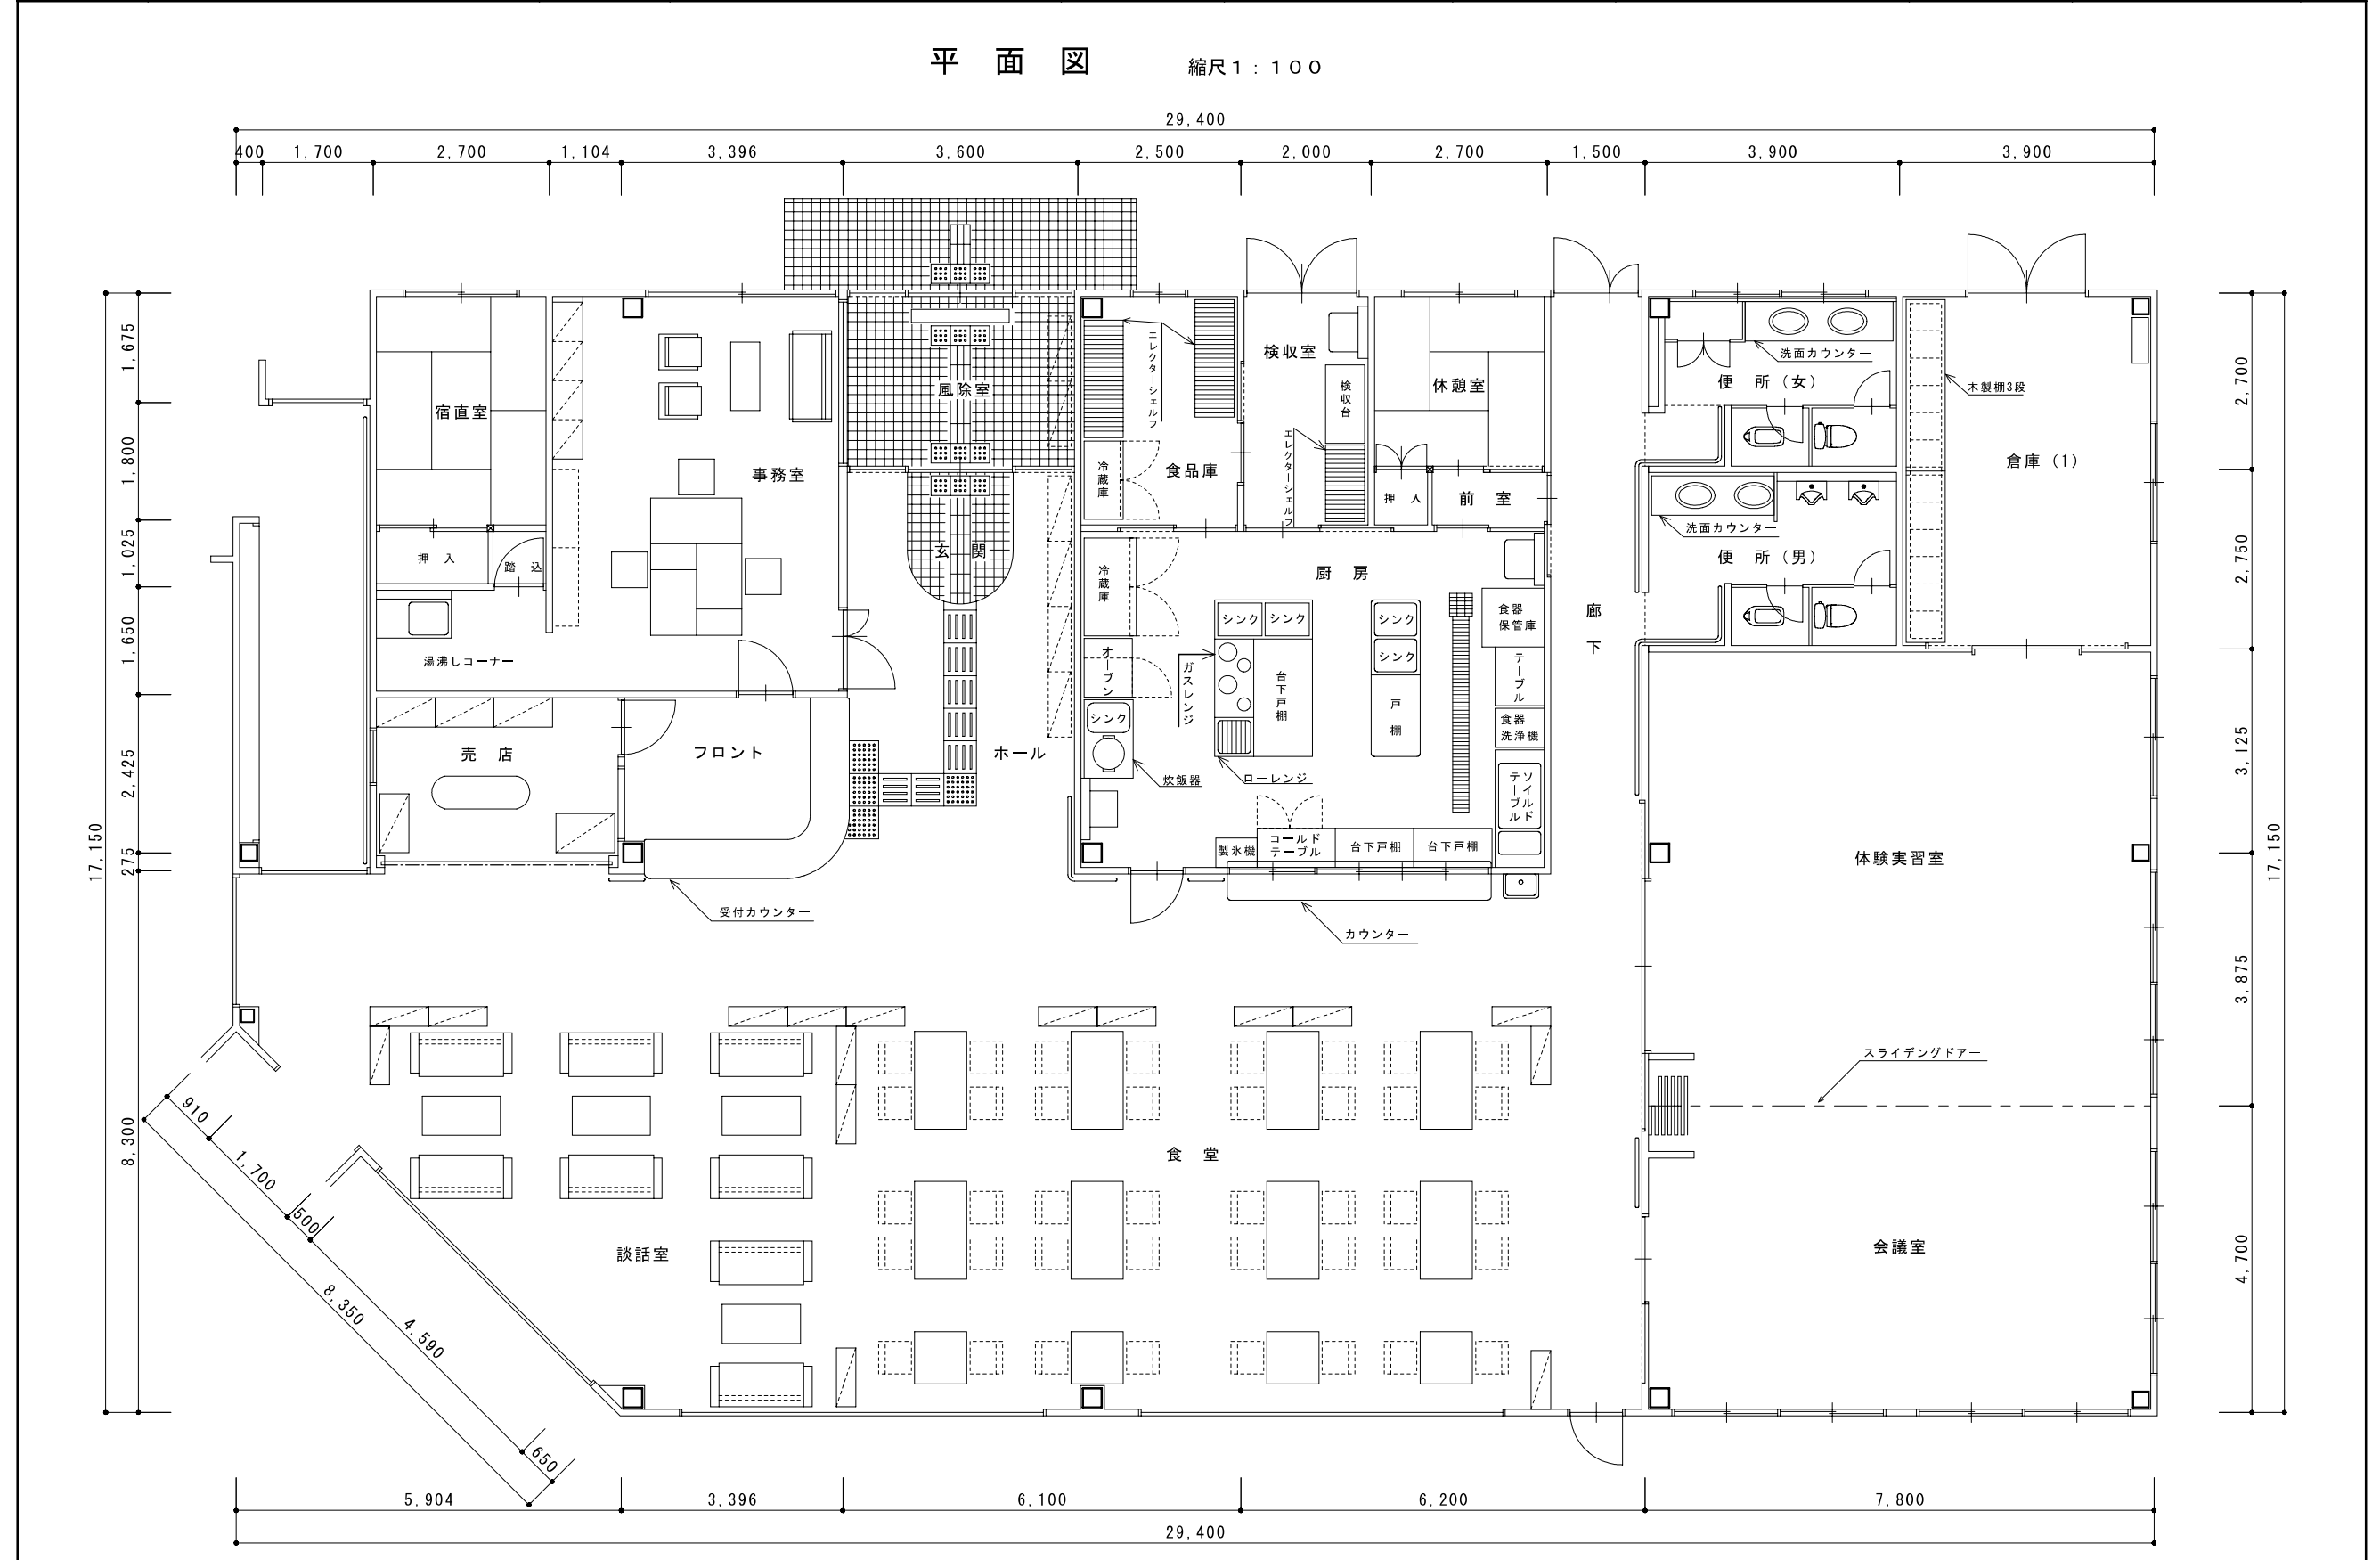 平 面 図
縮尺1:100
29,400
400 1,700 2,700 1,104 3,396 3,600 2,500 2,000 2,700 1,500 3,900 3,900
1,675
1,800
1,025
1,650
2,425
275
8,300
17,150
宿直室
押 入
踏 込
湯沸しコーナー
事務室
風除室
玄 関
ホール
売 店
フロント
受付カウンター
エレクターシェルフ
冷蔵庫
食品庫
検収室
検収台
エレクターシェルフ
休憩室
押 入
前 室
厨 房
冷蔵庫
オーブン
シンク
炊飯器
ガスレンジ
シンク
シンク
台下戸棚
ローレンジ
シンク
シンク
戸棚
食器
保管庫
テーブル
食器
洗浄機
ソイルド
テーブル
製氷機
コールド
テーブル
台下戸棚
台下戸棚
カウンター
廊下
洗面カウンター
便 所(女)
洗面カウンター
便 所(男)
木製棚3段
倉庫(1)
体験実習室
スライデングドアー
会議室
食 堂
談話室
2,700
2,750
3,125
3,875
4,700
17,150
910
1,700
500
4,590
650
8,350
5,904 3,396 6,100 6,200 7,800
29,400